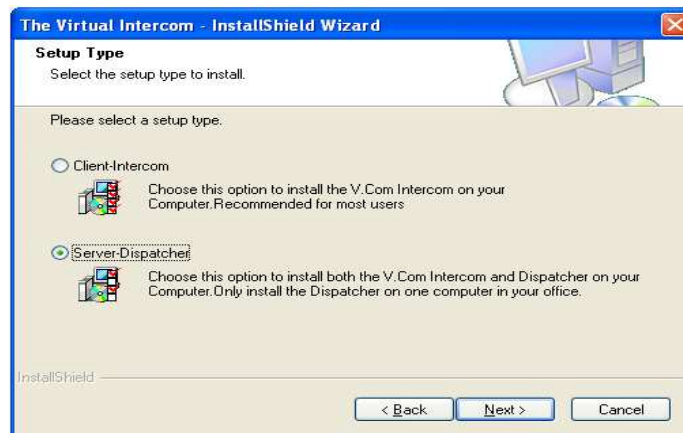 The Virtual Intercom - InstallShield Wizard
Setup Type
Select the setup type to install.
Please select a setup type.
Client-Intercom
Choose this option to install the V.Com Intercom on your
Computer.Recommended for most users
Server-Dispatcher
Choose this option to install both the V.Com Intercom and Dispatcher on your
Computer.Only install the Dispatcher on one computer in your office.
InstallShield
< Back Next > Cancel